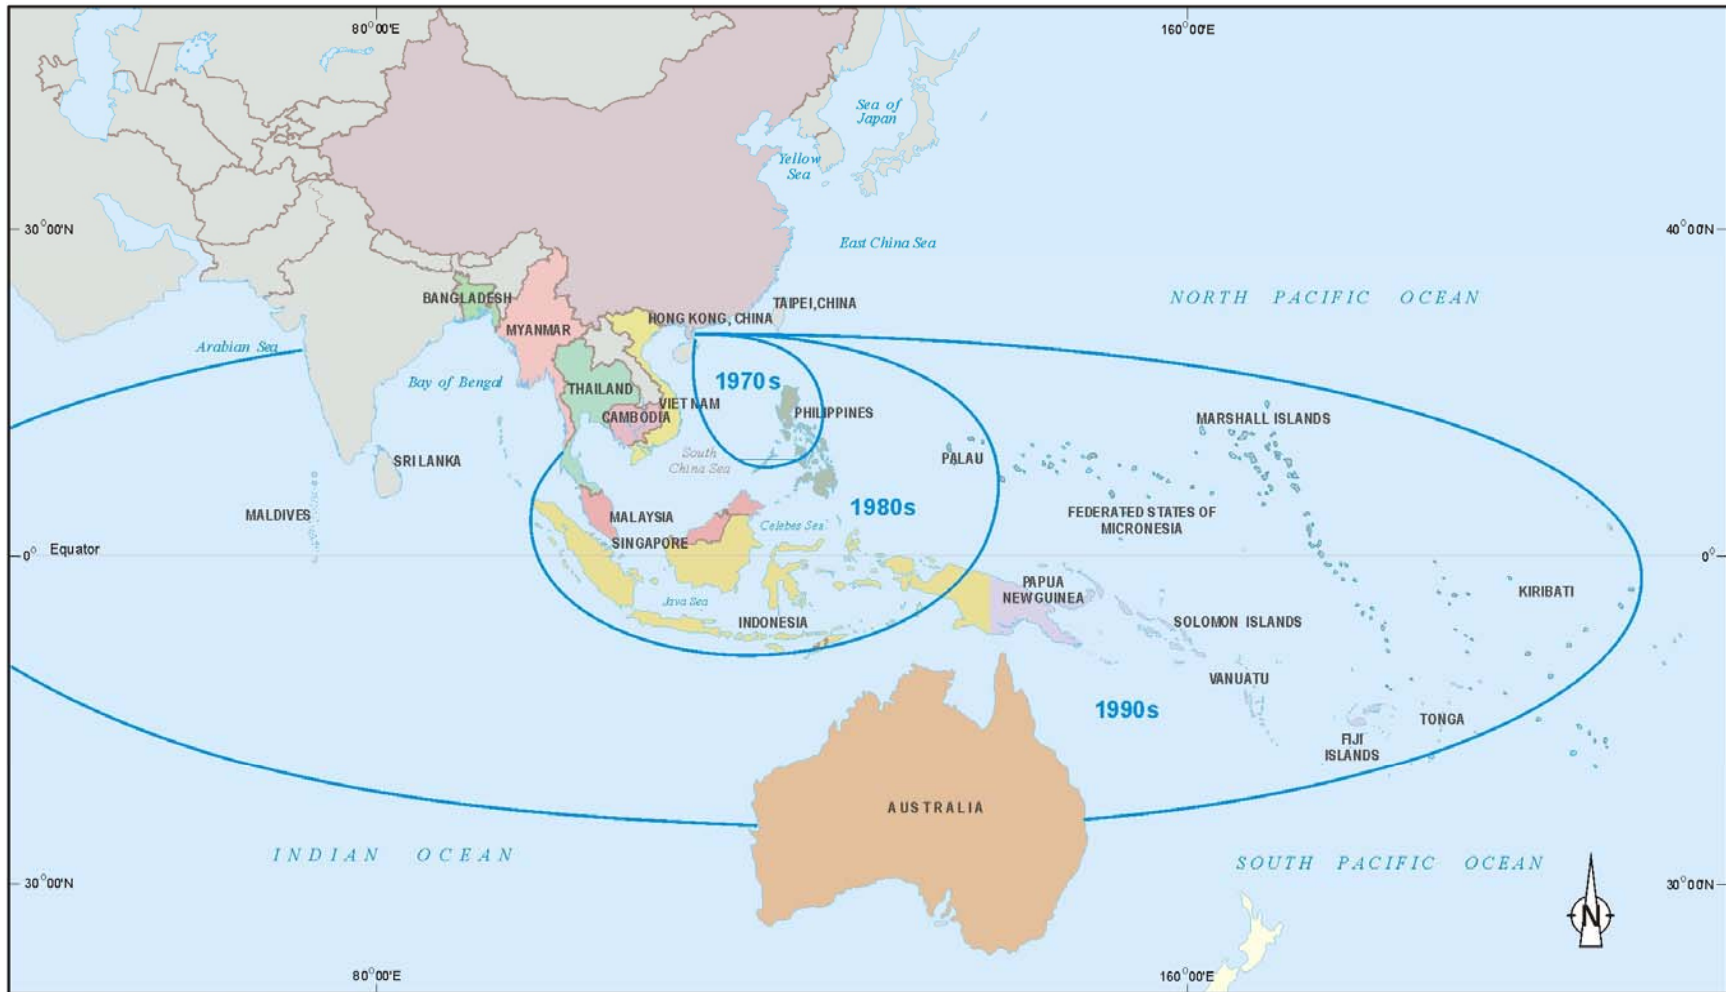 80°00'E
160°00'E
Sea of
Japan
Yellow
Sea
30°00'N
40°00'N
East China Sea
BANGLADESH
TAIPEI,CHINA
NORTH PACIFIC OCEAN
HONG KONG, CHINA
MYANMAR
Arabian Sea
Bay of Bengal
1970s
THAILAND
VIETNAM
CAMBODIA
PHILIPPINES
MARSHALL ISLANDS
SRI LANKA
South
China Sea
PALAU
MALDIVES
MALAYSIA
1980s
FEDERATED STATES OF
MICRONESIA
Celebes Sea
SINGAPORE
0° Equator
0°
PAPUA
NEW GUINEA
KIRIBATI
Java Sea
INDONESIA
SOLOMON ISLANDS
VANUATU
1990s
TONGA
FIJI
ISLANDS
AUSTRALIA
INDIAN OCEAN
SOUTH PACIFIC OCEAN
30°00'N
30°00'N
N
80°00'E
160°00'E